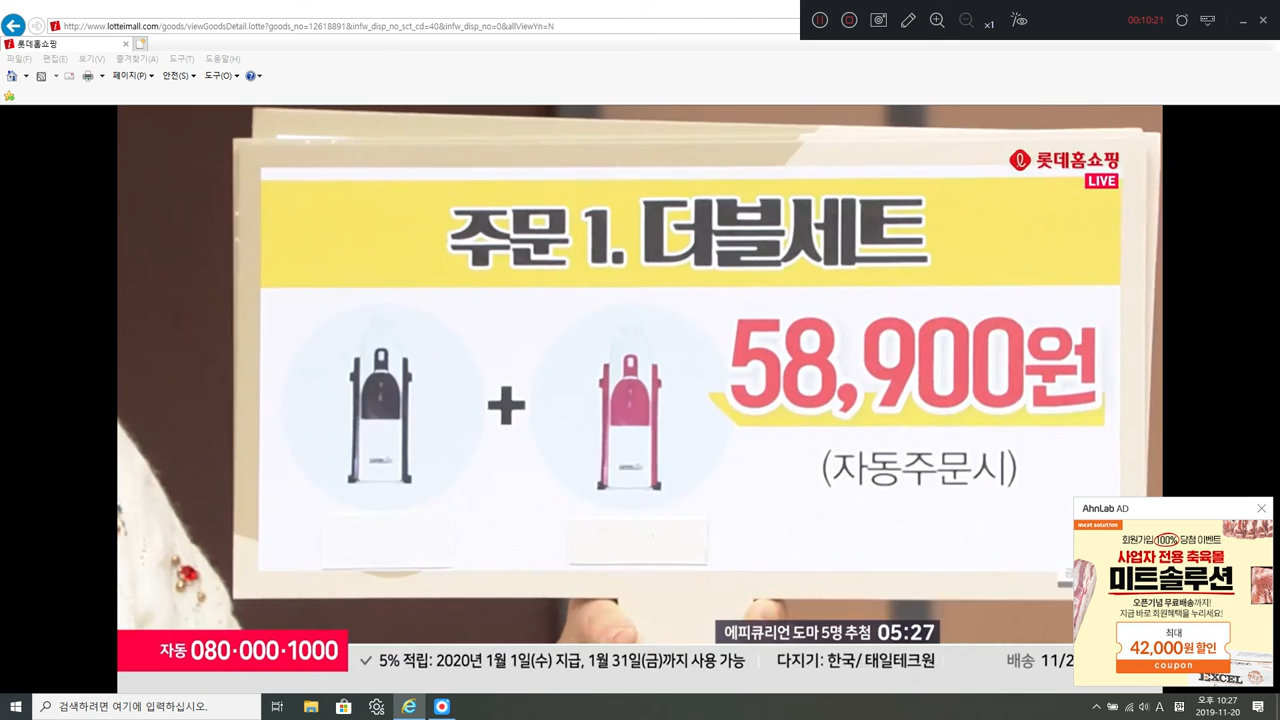 http://www.lotteimall.com/goods/viewGoodsDetail.lotte?goods_no=12618891&infw_disp_no_sct_cd=40&infw_disp_no=0&allViewYn=N
00:10:21
x1
롯데홈쇼핑
파일(F) 편집(E) 보기(V) 즐겨찾기(A) 도구(T) 도움말(H)
페이지(P) 안전(S) 도구(O)
롯데홈쇼핑
LIVE
주문 1. 더블세트
58,900원
(자동주문시)
AhnLab AD
meat solution
회원가입 100% 당첨 이벤트
사업자 전용 축육몰
미트솔루션
오픈기념 무료배송까지!
지금 바로 회원혜택을 누리세요!
최대
42,000원 할인
coupon
EXCEL
에피큐리언 도마 5명 추첨 05:27
자동 080·000·1000
5% 적립: 2020년 1월 1일(수) 지급, 1월 31일(금)까지 사용 가능
다지기: 한국/ 태일테크원
배송 11/2
검색하려면 여기에 입력하십시오.
A 한
오후 10:27
2019-11-20